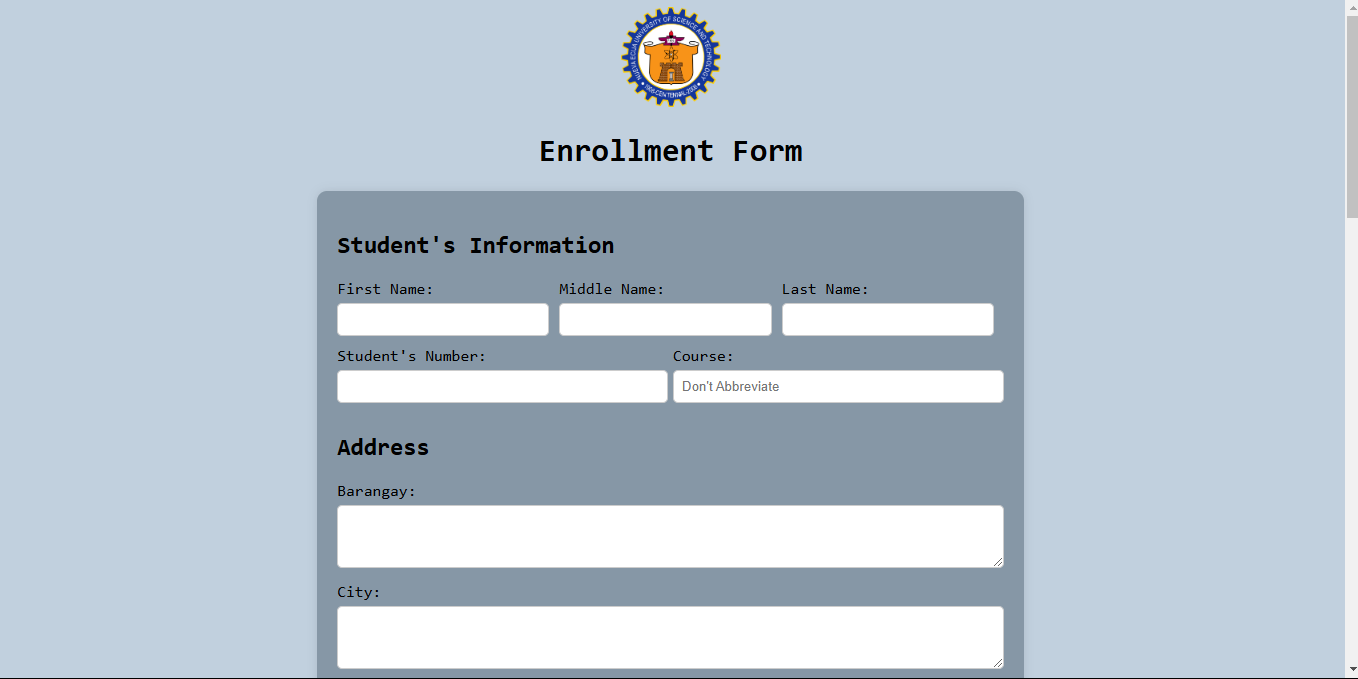 NUEVA ECIJA UNIVERSITY OF SCIENCE AND TECHNOLOGY
Enrollment Form
Student's Information
First Name: Middle Name: Last Name:
Student's Number: Course:
Don't Abbreviate
Address
Barangay:
City: